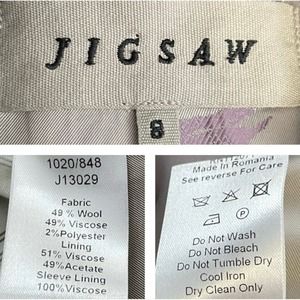 JIGSAW
8
1020/848
J13029
Fabric
49 % Wool
49% Viscose
2%Polyester
Lining
51% Viscose
49%Acetate
Sleeve Lining
100%Viscose
Made in Romania
See reverse For Care
Do Not Wash
Do Not Bleach
Do Not Tumble Dry
Cool Iron
Dry Clean Only